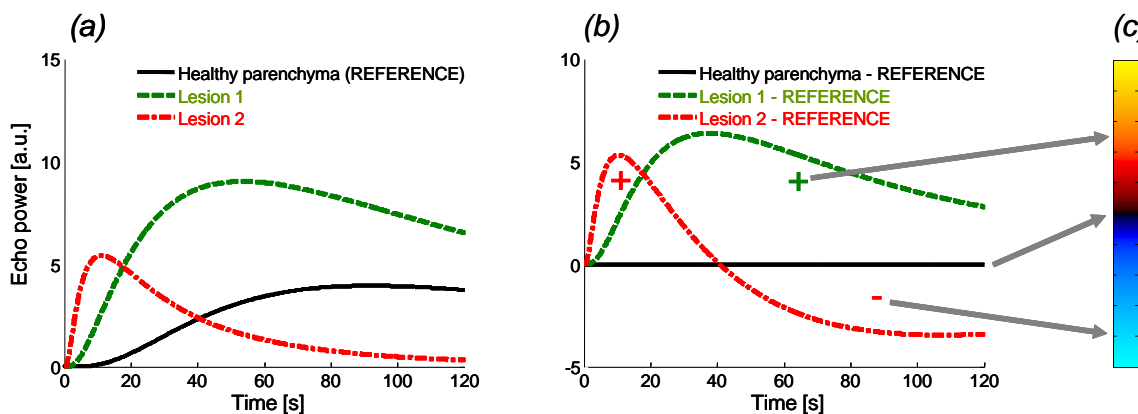 (a)
Echo power [a.u.]
15
10
5
0
Healthy parenchyma (REFERENCE)
Lesion 1
Lesion 2
0 20 40 60 80 100 120
Time [s]
(b)
10
5
0
-5
Healthy parenchyma - REFERENCE
Lesion 1 - REFERENCE
Lesion 2 - REFERENCE
+ +
-
0 20 40 60 80 100 120
Time [s]
(c)